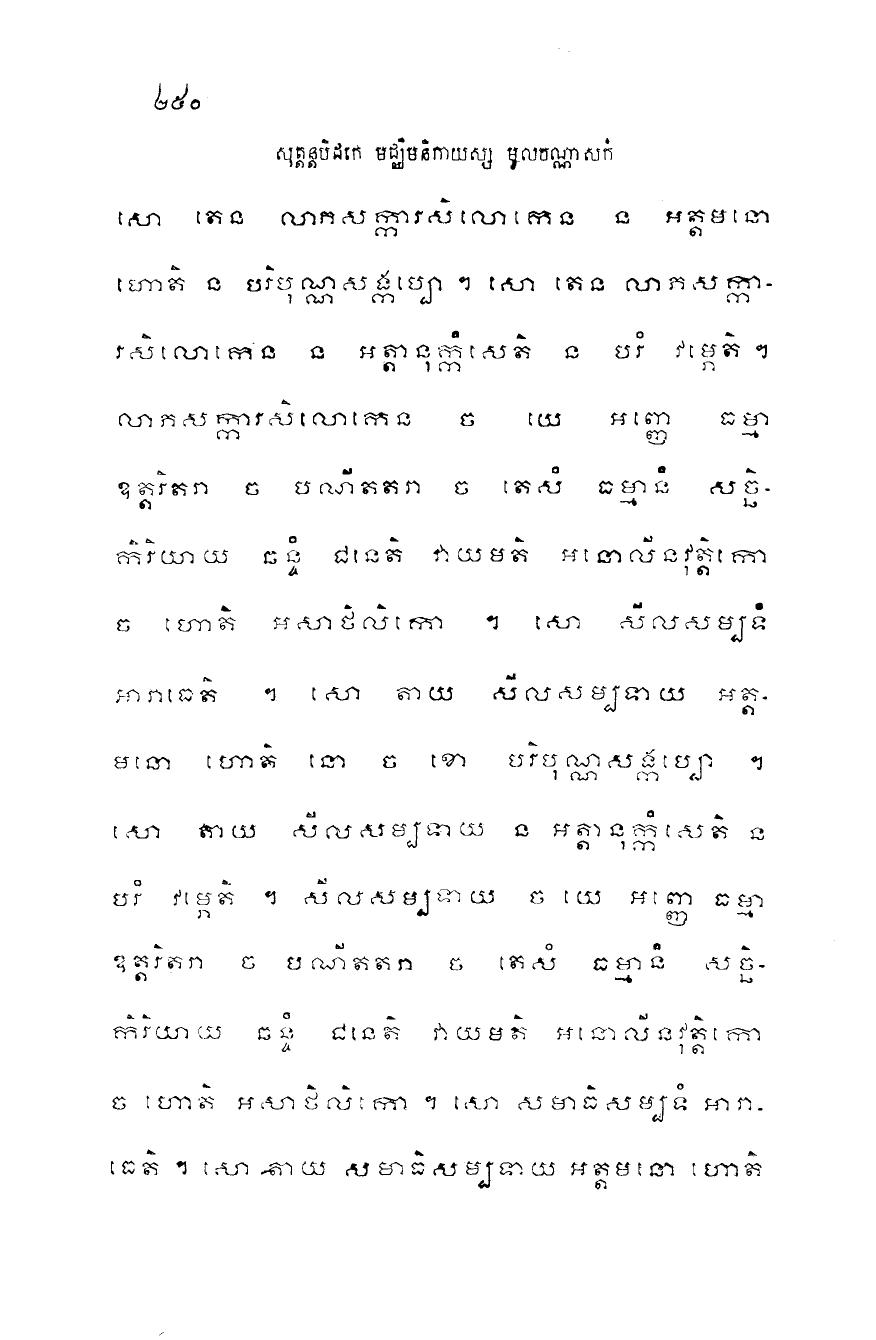 ២៥០
សុត្តន្តបិដកេ មជ្ឈិមនិកាយស្ស មូលបណ្ណាសកំ
សោ តេន លាភសក្ការសិលោកេន ន អត្តមនោ
ហោតិ ន បរិបុណ្ណសង្កប្បោ ។ សោ តេន លាភសក្កា-
រសិលោកេន ន អត្តានុក្កំសេតិ ន បរំ វម្ភេតិ ។
លាភសក្ការសិលោកេន ច យេ អញ្ញេ ធម្មា
ឧត្តរិតរា ច បណីតតរា ច តេសំ ធម្មានំ សច្ឆិ-
កិរិយាយ ឆន្ទំ ជនេតិ វាយមតិ អនោលីនវុត្តិកោ
ច ហោតិ អសាថិលិកោ ។ សោ សីលសម្បទំ
អារាធេតិ ។ សោ តាយ សីលសម្បទាយ អត្ត-
មនោ ហោតិ នោ ច ខោ បរិបុណ្ណសង្កប្បោ ។
សោ តាយ សីលសម្បទាយ ន អត្តានុក្កំសេតិ ន
បរំ វម្ភេតិ ។ សីលសម្បទាយ ច យេ អញ្ញេ ធម្មា
ឧត្តរិតរា ច បណីតតរា ច តេសំ ធម្មានំ សច្ឆិ-
កិរិយាយ ឆន្ទំ ជនេតិ វាយមតិ អនោលីនវុត្តិកោ
ច ហោតិ អសាថិលិកោ ។ សោ សមាធិសម្បទំ អារា-
ធេតិ ។ សោ តាយ សមាធិសម្បទាយ អត្តមនោ ហោតិ